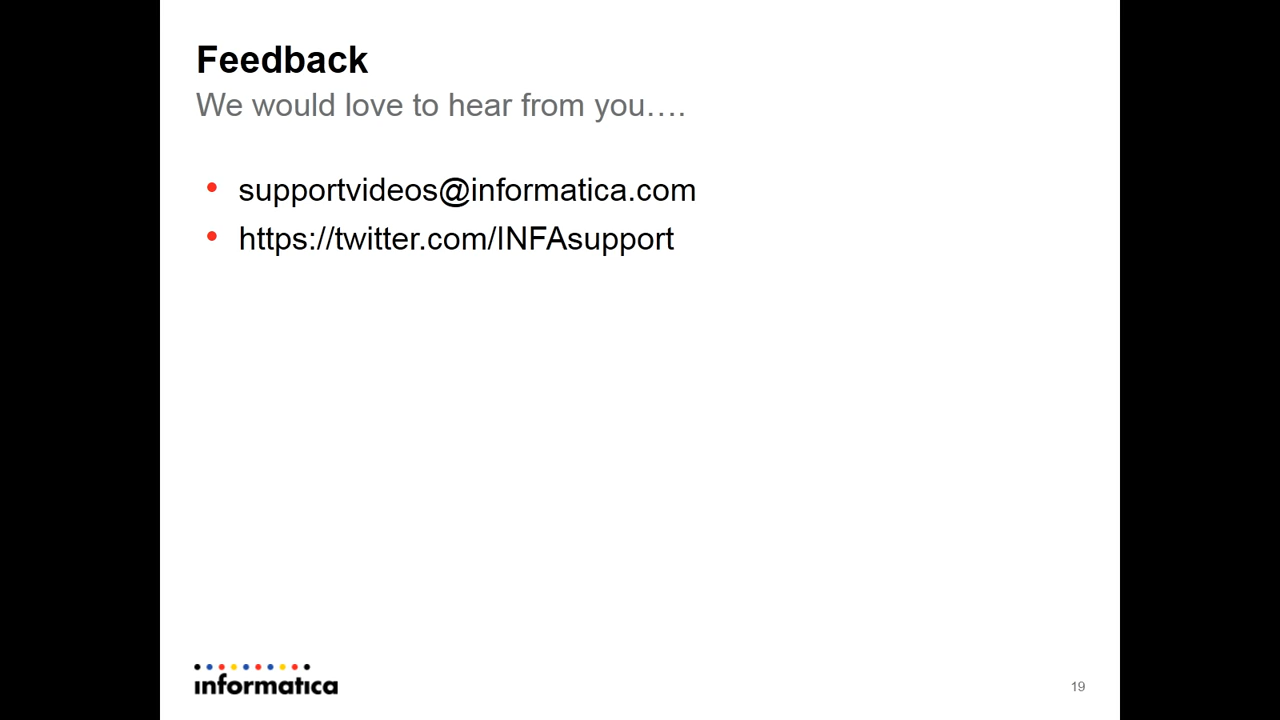 Feedback
We would love to hear from you….
• supportvideos@informatica.com
• https://twitter.com/INFAsupport
informatica
19